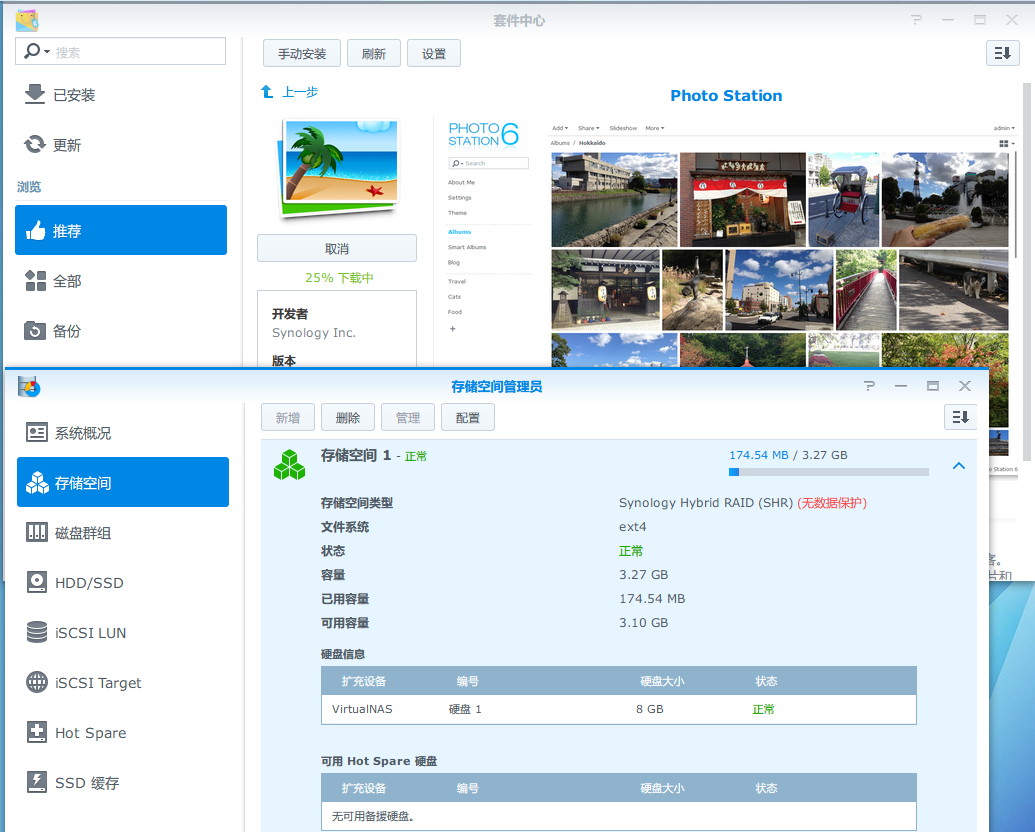 套件中心
搜索
手动安装
刷新
设置
已安装
更新
浏览
推荐
全部
备份
上一步
Photo Station
取消
25% 下载中
开发者
Synology Inc.
版本
PHOTO STATION 6
Search
About Me
Settings
Theme
Albums
Smart Albums
Blog
Travel
Cats
Food
+
Add Share Slideshow More
admin
Albums / Hokkaido
o Station 6
客。
片和
存储空间管理员
系统概况
存储空间
磁盘群组
HDD/SSD
iSCSI LUN
iSCSI Target
Hot Spare
SSD 缓存
新增
删除
管理
配置
存储空间 1 - 正常
174.54 MB / 3.27 GB
存储空间类型 Synology Hybrid RAID (SHR) (无数据保护)
文件系统 ext4
状态 正常
容量 3.27 GB
已用容量 174.54 MB
可用容量 3.10 GB
硬盘信息
扩充设备 编号 硬盘大小 状态
VirtualNAS 硬盘 1 8 GB 正常
可用 Hot Spare 硬盘
扩充设备 编号 硬盘大小 状态
无可用备援硬盘。